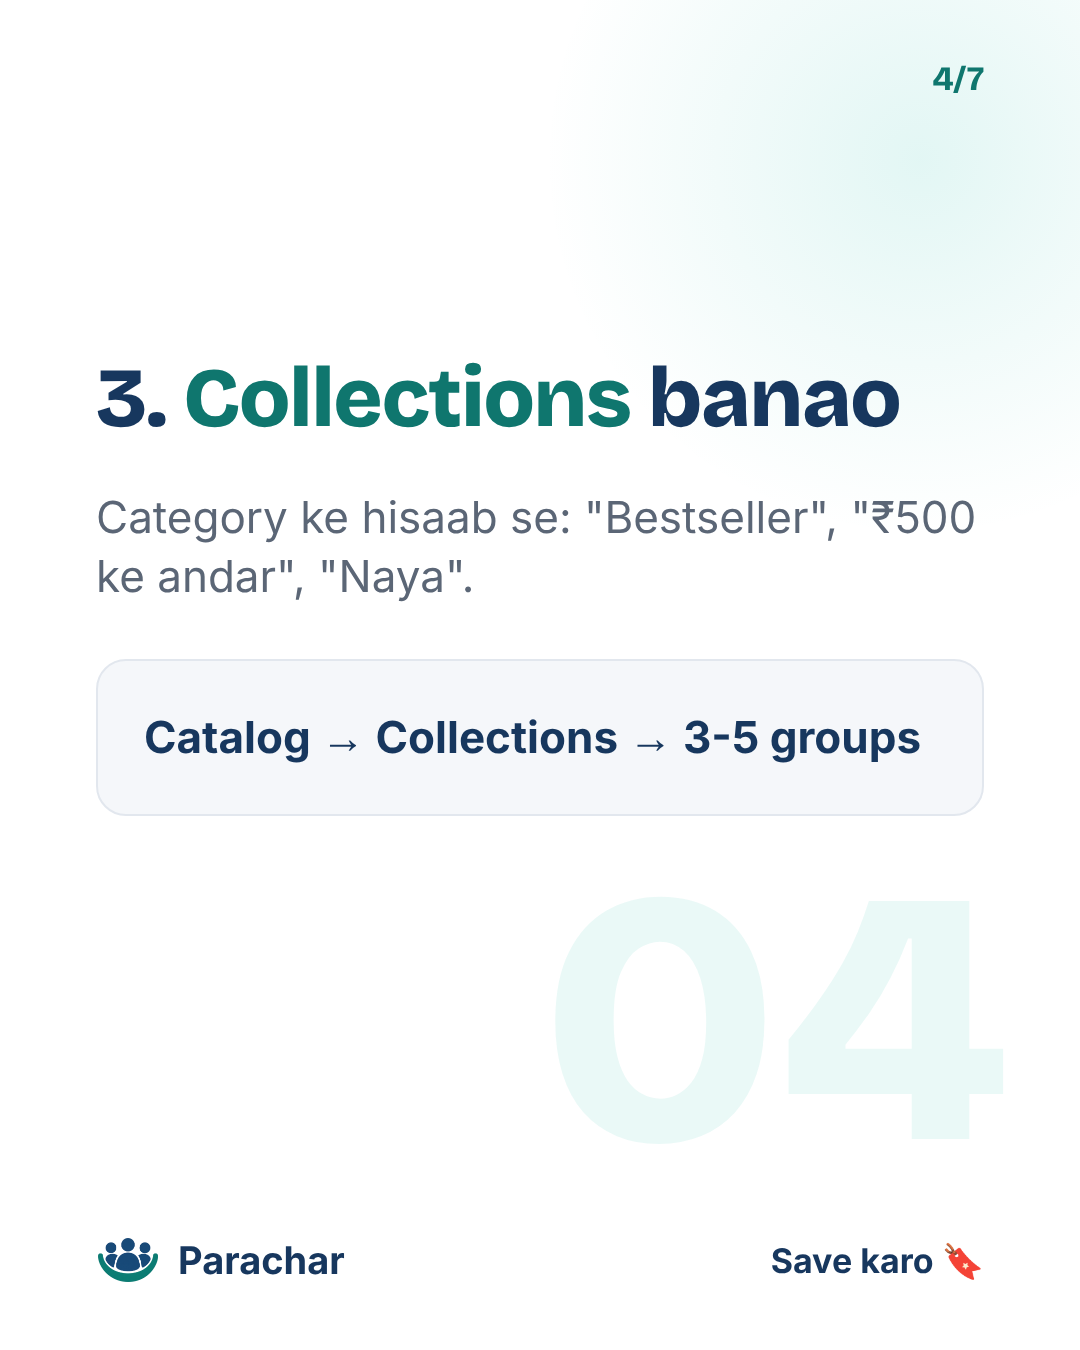 4/7
3. Collections banao
Category ke hisaab se: "Bestseller", "₹500
ke andar", "Naya".
Catalog → Collections → 3-5 groups
04
Parachar
Save karo 🔖